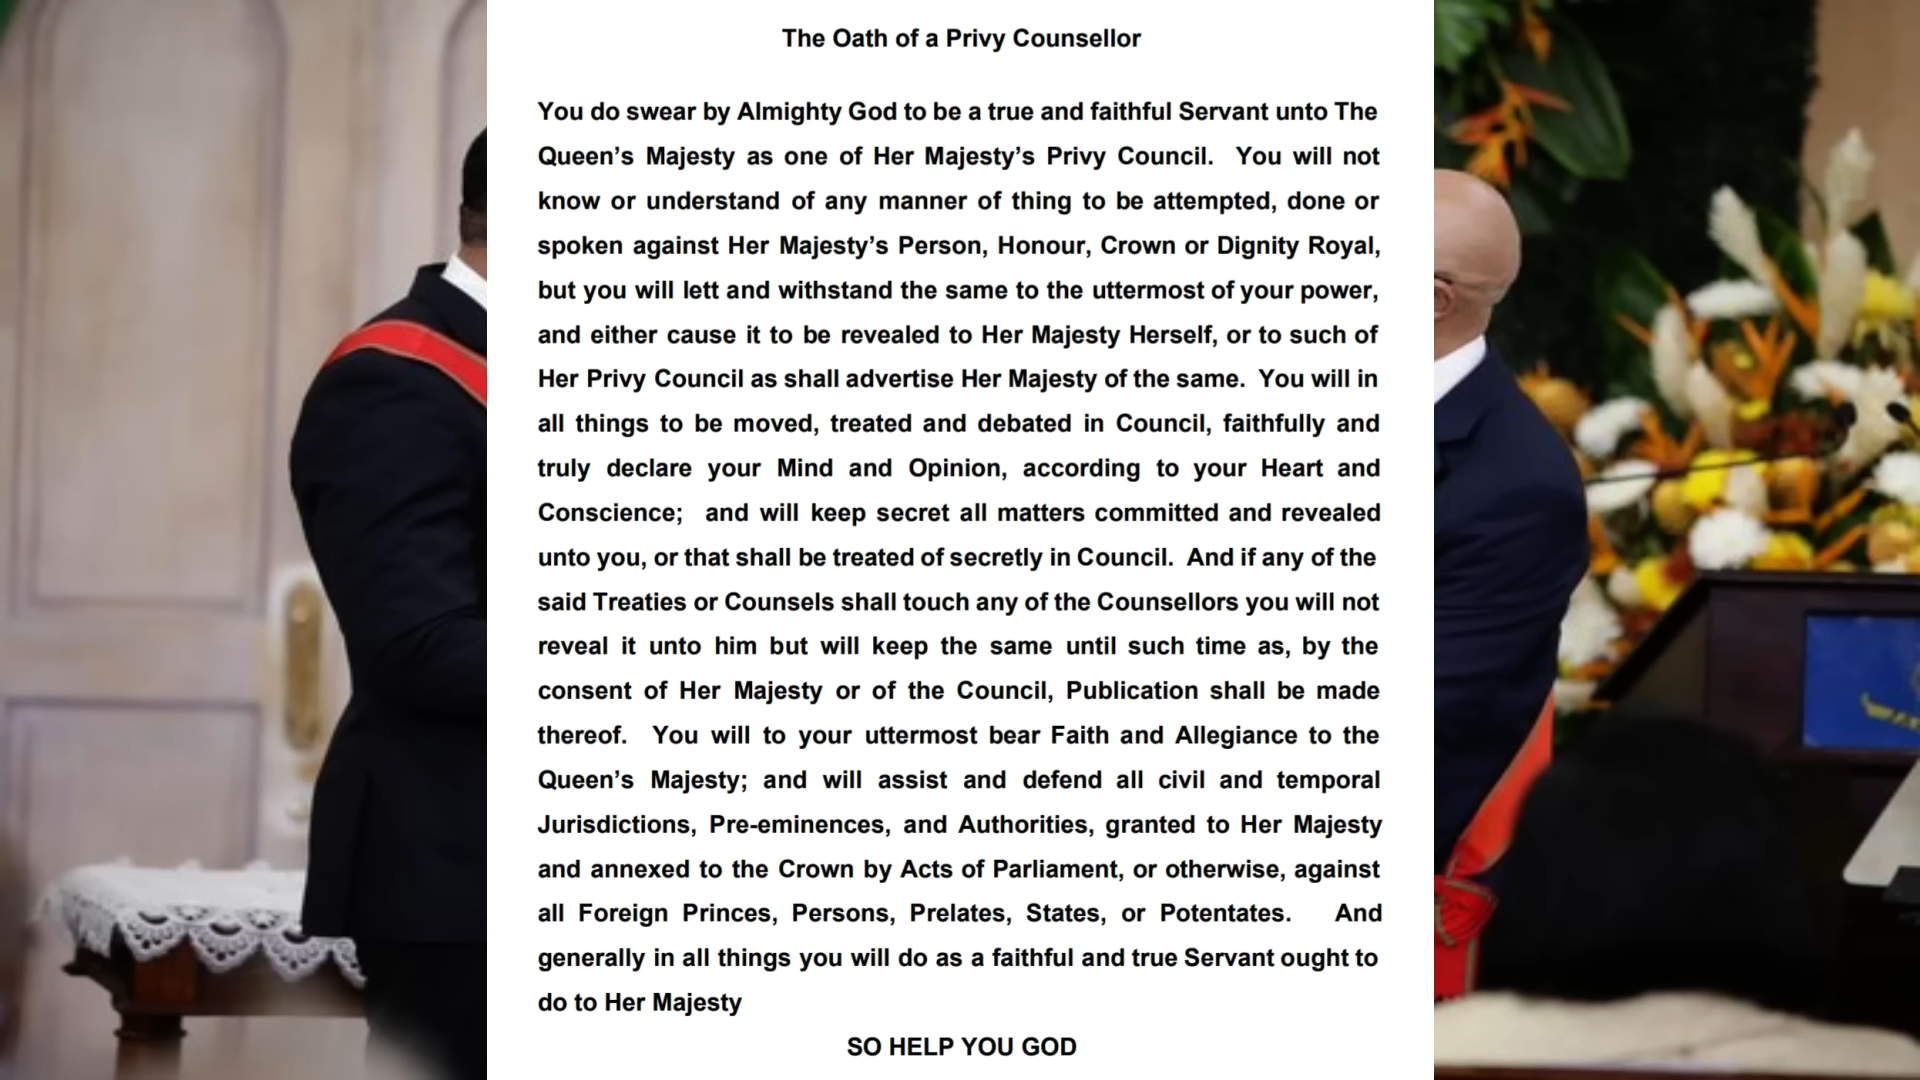 The Oath of a Privy Counsellor
You do swear by Almighty God to be a true and faithful Servant unto The
Queen’s Majesty as one of Her Majesty’s Privy Council. You will not
know or understand of any manner of thing to be attempted, done or
spoken against Her Majesty’s Person, Honour, Crown or Dignity Royal,
but you will lett and withstand the same to the uttermost of your power,
and either cause it to be revealed to Her Majesty Herself, or to such of
Her Privy Council as shall advertise Her Majesty of the same. You will in
all things to be moved, treated and debated in Council, faithfully and
truly declare your Mind and Opinion, according to your Heart and
Conscience; and will keep secret all matters committed and revealed
unto you, or that shall be treated of secretly in Council. And if any of the
said Treaties or Counsels shall touch any of the Counsellors you will not
reveal it unto him but will keep the same until such time as, by the
consent of Her Majesty or of the Council, Publication shall be made
thereof. You will to your uttermost bear Faith and Allegiance to the
Queen’s Majesty; and will assist and defend all civil and temporal
Jurisdictions, Pre-eminences, and Authorities, granted to Her Majesty
and annexed to the Crown by Acts of Parliament, or otherwise, against
all Foreign Princes, Persons, Prelates, States, or Potentates. And
generally in all things you will do as a faithful and true Servant ought to
do to Her Majesty
SO HELP YOU GOD